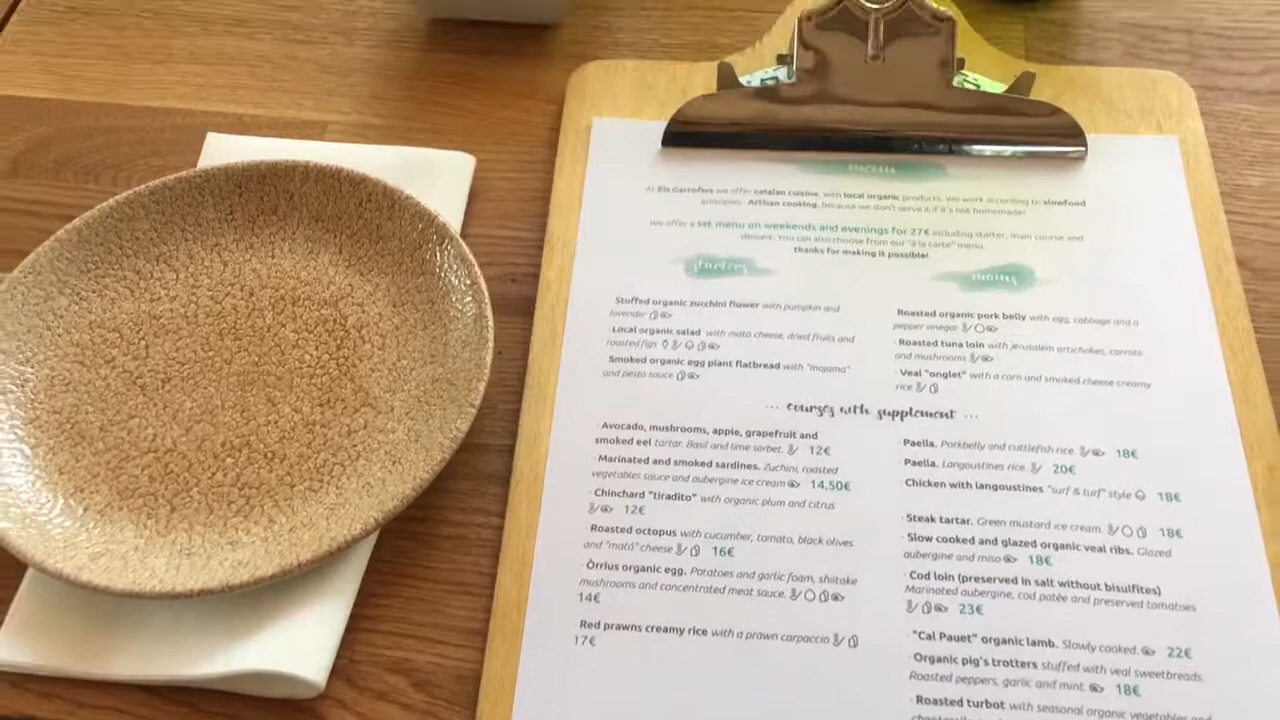 At Els Garrofers we offer catalan cuisine, with local organic products. We work according to slowfood
principles · Artisan cooking, because we don't serve it if it's not homemade!
We offer a set menu on weekends and evenings for 27€ including starter, main course and
dessert. You can also choose from our "à la carte" menu.
thanks for making it possible!
starters
Stuffed organic zucchini flower with pumpkin and
lavender
· Local organic salad with mató cheese, dried fruits and
roasted figs
Smoked organic egg plant flatbread with "mojama"
and pesto sauce
mains
Roasted organic pork belly with egg, cabbage and a
pepper vinegar
· Roasted tuna loin with jerusalem artichokes, carrots
and mushrooms
· Veal "onglet" with a corn and smoked cheese creamy
rice
··· courses with supplement ···
· Avocado, mushrooms, apple, grapefruit and
smoked eel tartar. Basil and lime sorbet. 12€
· Marinated and smoked sardines. Zuchini, roasted
vegetables sauce and aubergine ice cream 14,50€
· Chinchard "tiradito" with organic plum and citrus
12€
· Roasted octopus with cucumber, tomato, black olives
and "mató" cheese 16€
· Òrrius organic egg. Potatoes and garlic foam, shiitake
mushrooms and concentrated meat sauce.
14€
· Red prawns creamy rice with a prawn carpaccio
17€
· Paella. Porkbelly and cuttlefish rice. 18€
· Paella. Langoustines rice. 20€
· Chicken with langoustines "surf & turf" style 18€
· Steak tartar. Green mustard ice cream. 18€
· Slow cooked and glazed organic veal ribs. Glazed
aubergine and miso 18€
· Cod loin (preserved in salt without bisulfites)
Marinated aubergine, cod patée and preserved tomatoes
23€
· "Cal Pauet" organic lamb. Slowly cooked. 22€
· Organic pig's trotters stuffed with veal sweetbreads.
Roasted peppers, garlic and mint. 18€
· Roasted turbot with seasonal organic vegetables and